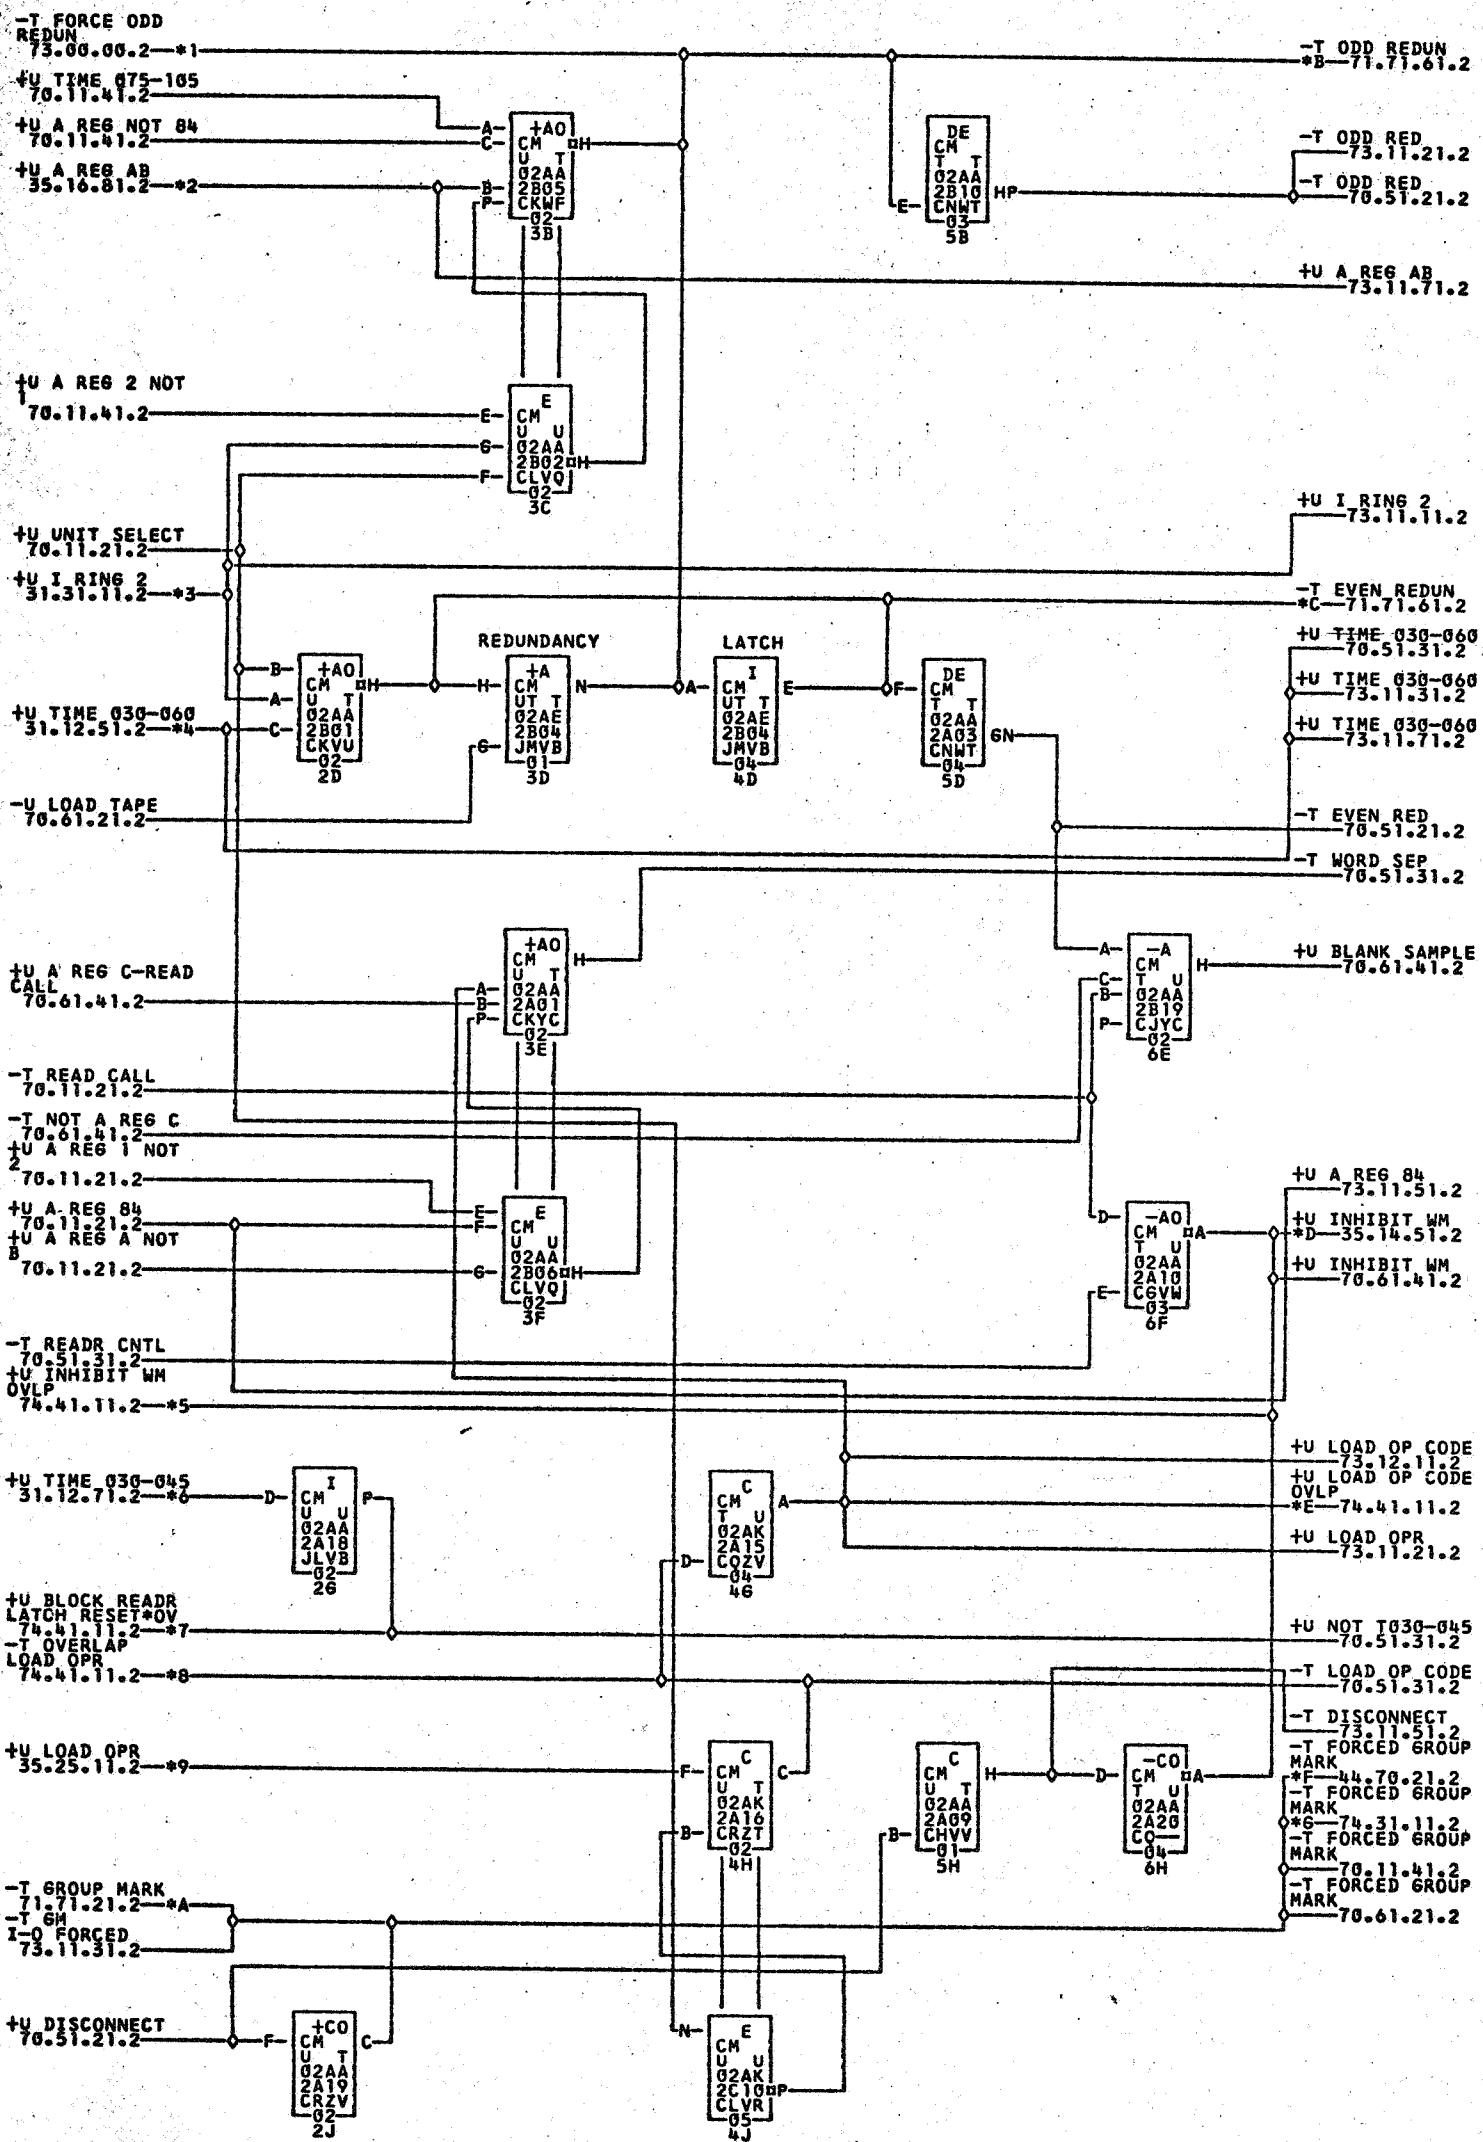 -T FORCE ODD
REDUN
73.00.00.2—*1
-T ODD REDUN
*B—71.71.61.2
+U TIME 075-105
70.11.41.2
+U A REG NOT 84
70.11.41.2
+U A REG AB
35.16.81.2—*2
A-
C-
B-
P-
+AO
CM
U T
02AA
2B05
CKWF
02
3B
H
DE
CM
T T
02AA
2B10
CNWT
03
5B
E-
HP
-T ODD RED
73.11.21.2
-T ODD RED
70.51.21.2
+U A REG AB
73.11.71.2
+U A REG 2 NOT
1
70.11.41.2
E-
G-
F-
E
CM
U U
02AA
2B02
CLVQ
02
3C
H
+U UNIT SELECT
70.11.21.2
+U I RING 2
31.31.11.2—*3
+U I RING 2
73.11.11.2
-T EVEN REDUN
*C—71.71.61.2
+U TIME 030-060
70.51.31.2
+U TIME 030-060
73.11.31.2
+U TIME 030-060
73.11.71.2
+U TIME 030-060
31.12.51.2—*4
B-
A-
C-
+AO
CM
U T
02AA
2B01
CKVU
02
2D
H
REDUNDANCY
H-
G-
+A
CM
UT T
02AE
2B04
JMVB
01
3D
N
LATCH
A-
I
CM
UT T
02AE
2B04
JMVB
04
4D
E
F-
DE
CM
T T
02AA
2A03
CNWT
04
5D
GN
-U LOAD TAPE
70.61.21.2
-T EVEN RED
70.51.21.2
-T WORD SEP
70.51.31.2
+U A REG C-READ
CALL
70.61.41.2
A-
B-
P-
+AO
CM
U T
02AA
2A01
CKYC
02
3E
H
A-
C-
B-
P-
-A
CM
T U
02AA
2B19
CJYC
02
6E
H
+U BLANK SAMPLE
70.61.41.2
-T READ CALL
70.11.21.2
-T NOT A REG C
70.61.41.2
+U A REG 1 NOT
2
70.11.21.2
+U A REG 84
70.11.21.2
+U A REG A NOT
B
70.11.21.2
E-
F-
G-
E
CM
U U
02AA
2B06
CLVQ
02
3F
H
D-
E-
-AO
CM
T U
02AA
2A10
CGVW
03
6F
A
+U A REG 84
73.11.51.2
+U INHIBIT WM
*D—35.14.51.2
+U INHIBIT WM
70.61.41.2
-T READR CNTL
70.51.31.2
+U INHIBIT WM
OVLP
74.41.11.2—*5
+U TIME 030-045
31.12.71.2—*6
D-
I
CM
U U
02AA
2A18
JLVB
02
2G
P
D-
C
CM
T U
02AK
2A15
CQZV
04
4G
A
+U LOAD OP CODE
73.12.11.2
+U LOAD OP CODE
OVLP
*E—74.41.11.2
+U LOAD OPR
73.11.21.2
+U BLOCK READR
LATCH RESET*OV
74.41.11.2—*7
-T OVERLAP
LOAD OPR
74.41.11.2—*8
+U NOT T030-045
70.51.31.2
-T LOAD OP CODE
70.51.31.2
-T DISCONNECT
73.11.51.2
+U LOAD OPR
35.25.11.2—*9
F-
B-
C
CM
U T
02AK
2A16
CRZT
02
4H
C
B-
C
CM
U T
02AA
2A09
CHVV
01
5H
H
D-
-CO
CM
T U
02AA
2A20
CQ—
04
6H
A
-T FORCED GROUP
MARK
*F—44.70.21.2
-T FORCED GROUP
MARK
*G—74.31.11.2
-T FORCED GROUP
MARK
70.11.41.2
-T FORCED GROUP
MARK
70.61.21.2
-T GROUP MARK
71.71.21.2—*A
-T GM
I-O FORCED
73.11.31.2
+U DISCONNECT
70.51.21.2
F-
+CO
CM
U T
02AA
2A19
CRZV
02
2J
C
N-
E
CM
U U
02AK
2C10
CLVR
05
4J
P